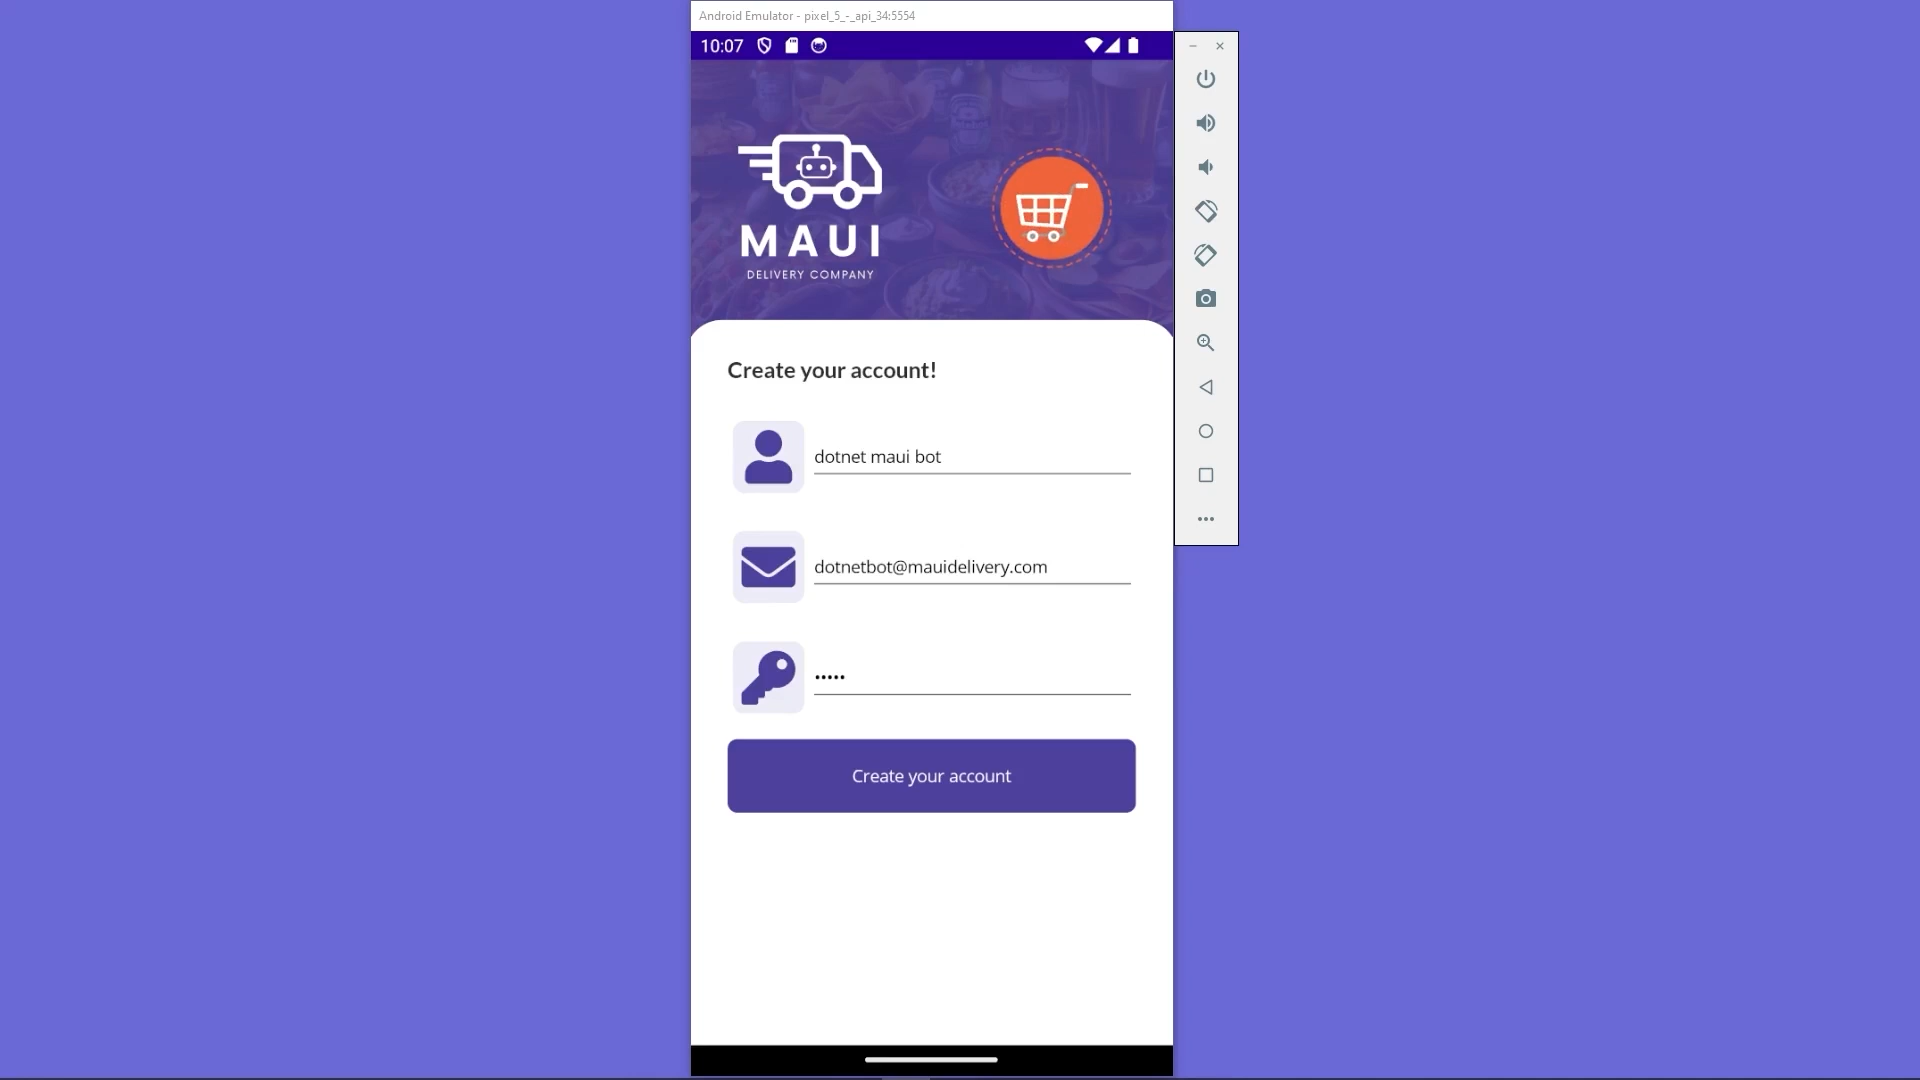 Android Emulator - pixel_5_-_api_34:5554
10:07
MAUI
DELIVERY COMPANY
Create your account!
dotnet maui bot
dotnetbot@mauidelivery.com
•••••
Create your account